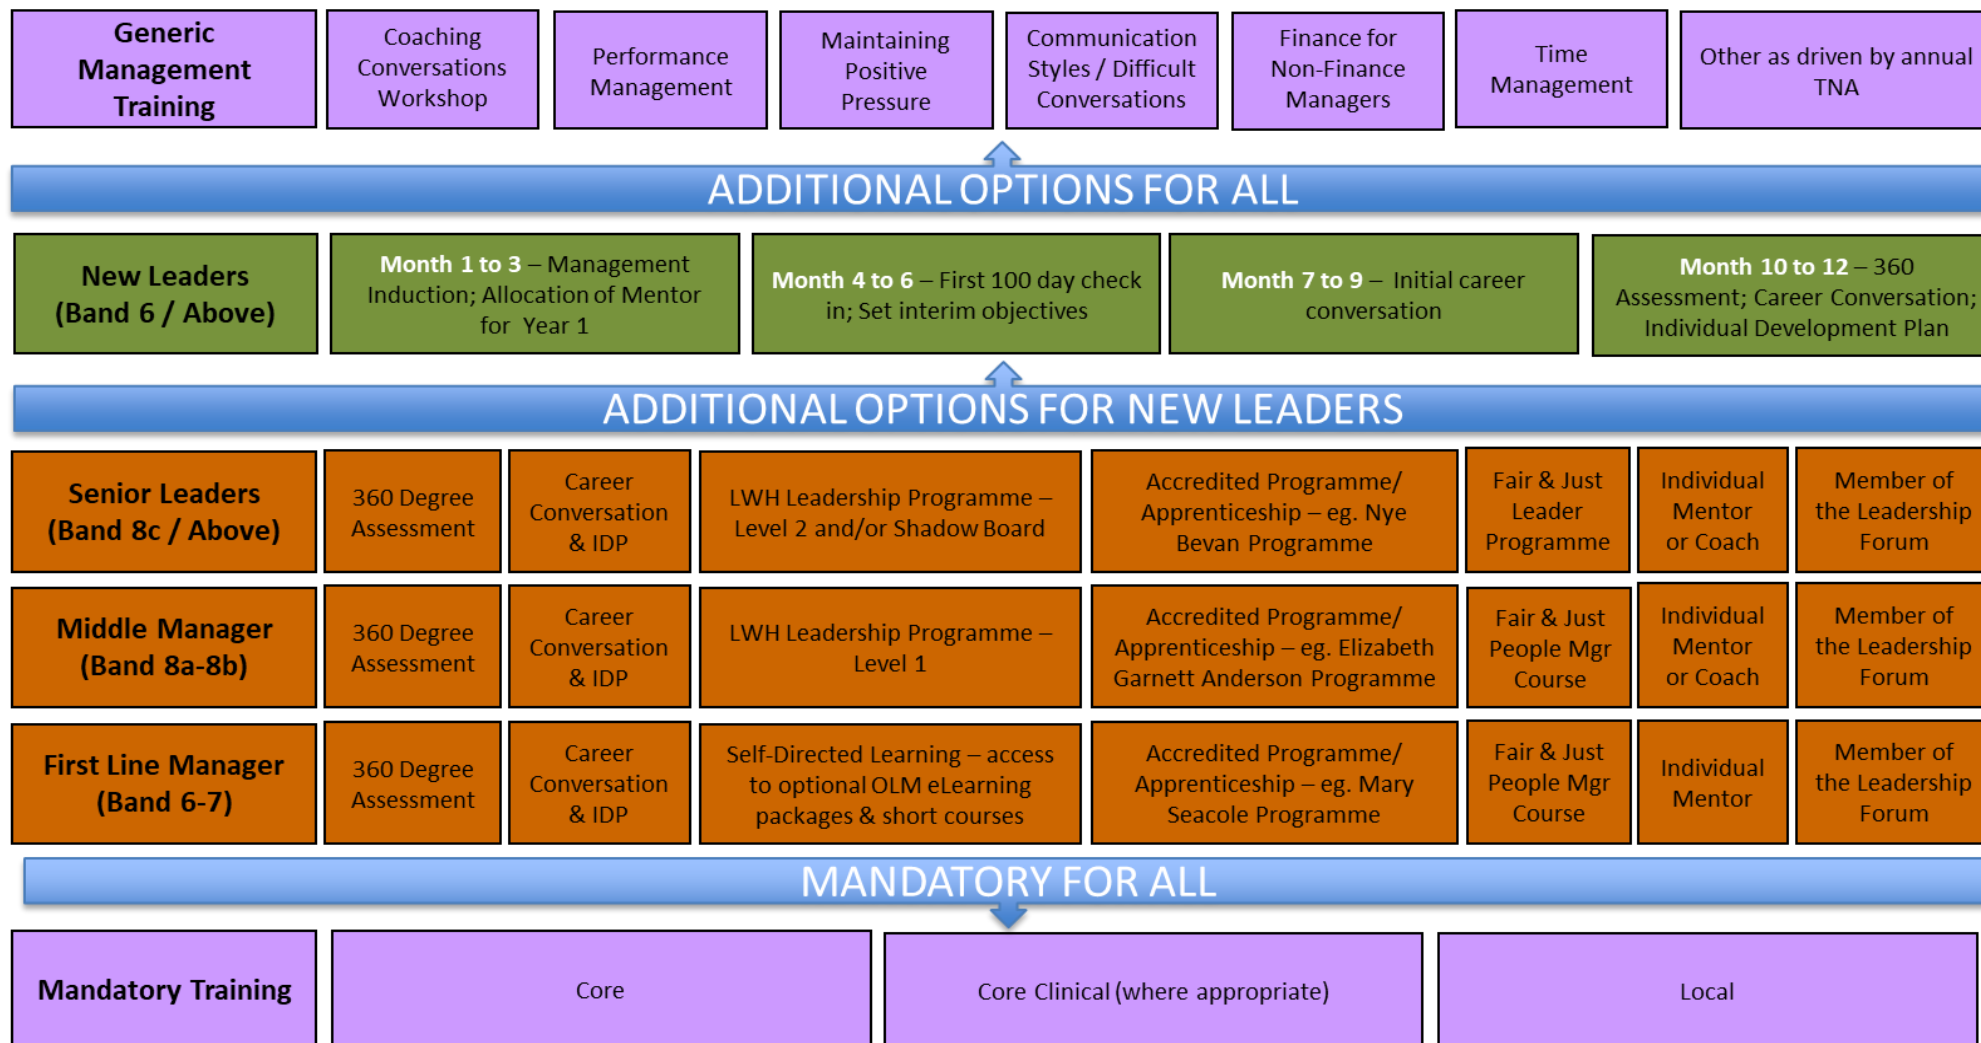 Generic
Management
Training
Coaching
Conversations
Workshop
Performance
Management
Maintaining
Positive
Pressure
Communication
Styles / Difficult
Conversations
Finance for
Non-Finance
Managers
Time
Management
Other as driven by annual
TNA
ADDITIONAL OPTIONS FOR ALL
New Leaders
(Band 6 / Above)
Month 1 to 3 – Management
Induction; Allocation of Mentor
for Year 1
Month 4 to 6 – First 100 day check
in; Set interim objectives
Month 7 to 9 – Initial career
conversation
Month 10 to 12 – 360
Assessment; Career Conversation;
Individual Development Plan
ADDITIONAL OPTIONS FOR NEW LEADERS
Senior Leaders
(Band 8c / Above)
360 Degree
Assessment
Career
Conversation
& IDP
LWH Leadership Programme –
Level 2 and/or Shadow Board
Accredited Programme/
Apprenticeship – eg. Nye
Bevan Programme
Fair & Just
Leader
Programme
Individual
Mentor
or Coach
Member of
the Leadership
Forum
Middle Manager
(Band 8a-8b)
360 Degree
Assessment
Career
Conversation
& IDP
LWH Leadership Programme –
Level 1
Accredited Programme/
Apprenticeship – eg. Elizabeth
Garnett Anderson Programme
Fair & Just
People Mgr
Course
Individual
Mentor
or Coach
Member of
the Leadership
Forum
First Line Manager
(Band 6-7)
360 Degree
Assessment
Career
Conversation
& IDP
Self-Directed Learning – access
to optional OLM eLearning
packages & short courses
Accredited Programme/
Apprenticeship – eg. Mary
Seacole Programme
Fair & Just
People Mgr
Course
Individual
Mentor
Member of
the Leadership
Forum
MANDATORY FOR ALL
Mandatory Training
Core
Core Clinical (where appropriate)
Local